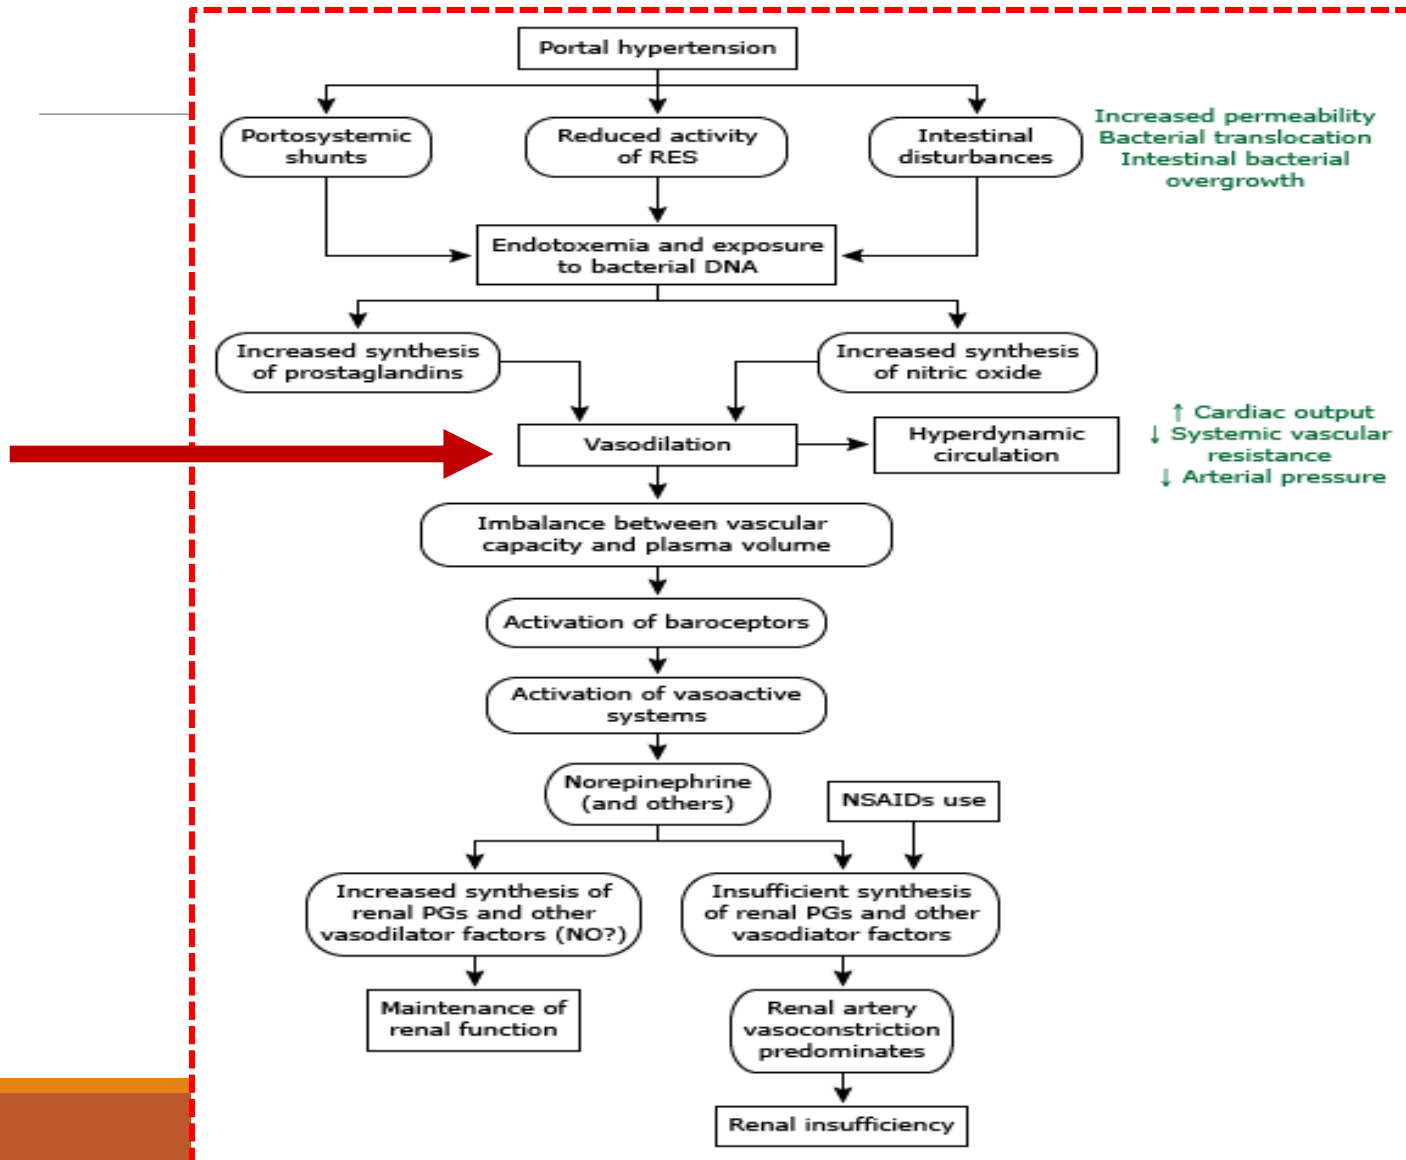 Portal hypertension
Portosystemic
shunts
Reduced activity
of RES
Intestinal
disturbances
Increased permeability
Bacterial translocation
Intestinal bacterial
overgrowth
Endotoxemia and exposure
to bacterial DNA
Increased synthesis
of prostaglandins
Increased synthesis
of nitric oxide
Vasodilation
Hyperdynamic
circulation
↑ Cardiac output
↓ Systemic vascular
resistance
↓ Arterial pressure
Imbalance between vascular
capacity and plasma volume
Activation of baroceptors
Activation of vasoactive
systems
Norepinephrine
(and others)
NSAIDs use
Increased synthesis of
renal PGs and other
vasodilator factors (NO?)
Insufficient synthesis
of renal PGs and other
vasodiator factors
Maintenance of
renal function
Renal artery
vasoconstriction
predominates
Renal insufficiency